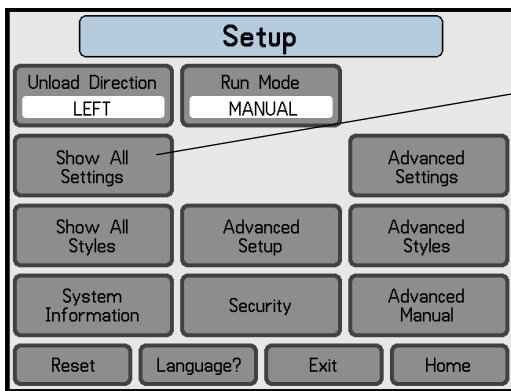 Setup
Unload Direction
LEFT
Run Mode
MANUAL
Show All
Settings
Advanced
Settings
Show All
Styles
Advanced
Setup
Advanced
Styles
System
Information
Security
Advanced
Manual
Reset
Language?
Exit
Home